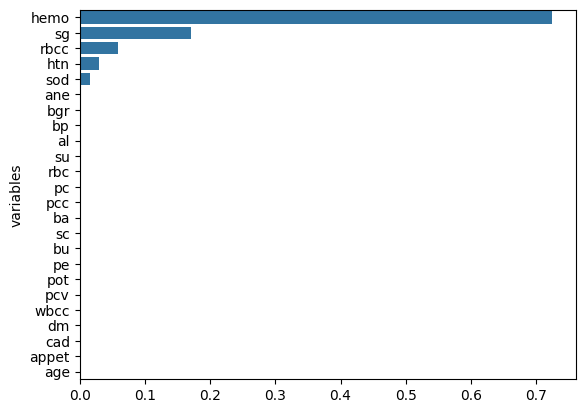 hemo
sg
rbcc
htn
sod
ane
bgr
bp
al
su
rbc
pc
pcc
ba
sc
bu
pe
pot
pcv
wbcc
dm
cad
appet
age
variables
0.0 0.1 0.2 0.3 0.4 0.5 0.6 0.7